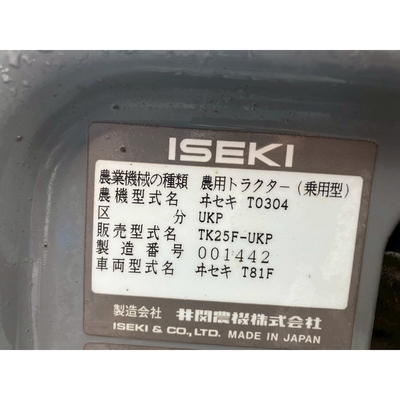 ISEKI
農業機械の種類 農用トラクター(乗用型)
農機型式名 ヰセキ T0304
区分 UKP
販売型式名 TK25F-UKP
製造番号 001442
車両型式名 ヰセキ T81F
製造会社 井関農機株式会社
ISEKI & CO.,LTD. MADE IN JAPAN